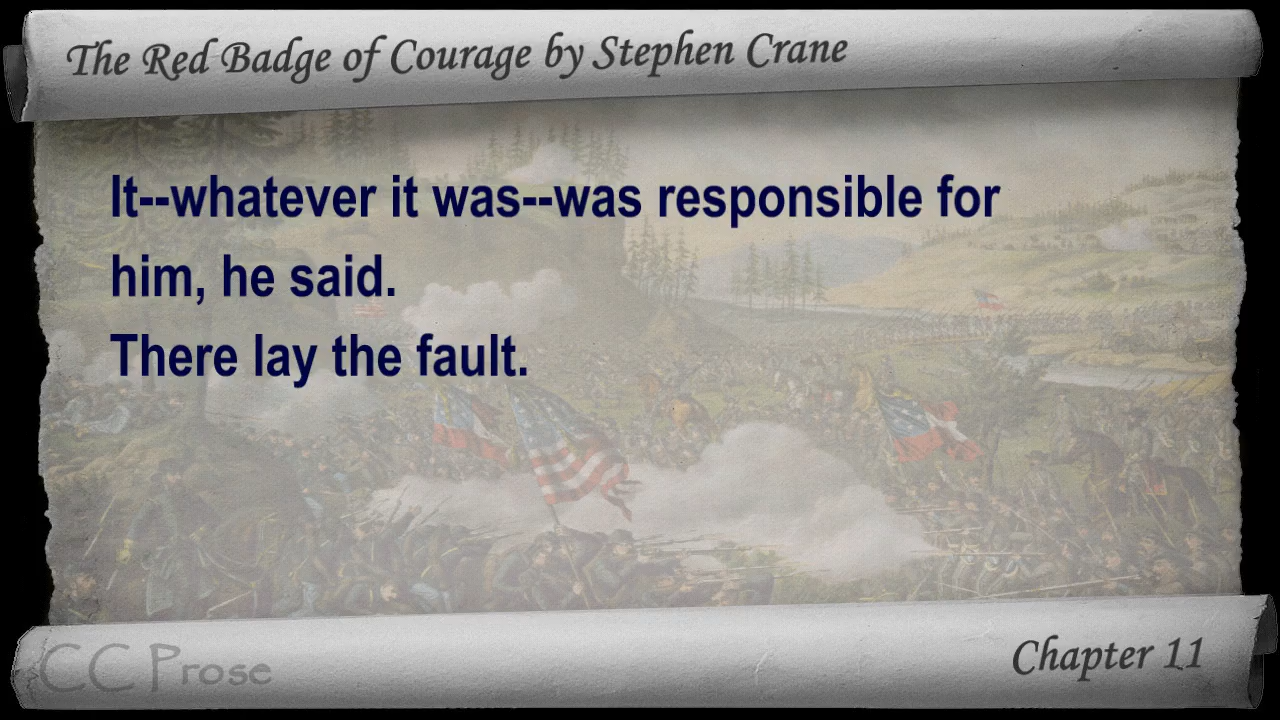 The Red Badge of Courage by Stephen Crane
It--whatever it was--was responsible for
him, he said.
There lay the fault.
CC Prose
Chapter 11